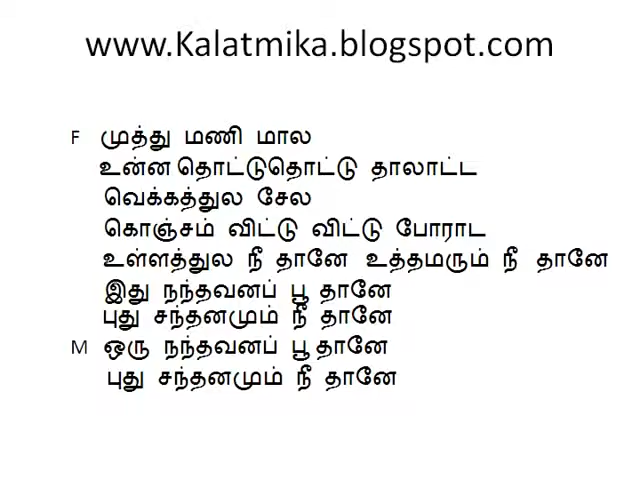 www.Kalatmika.blogspot.com
F முத்து மணி மால
உன்ன தொட்டுதொட்டு தாலாட்ட
வெக்கத்துல சேல
கொஞ்சம் விட்டு விட்டு போராட
உள்ளத்துல நீ தானே உத்தமரும் நீ தானே
இது நந்தவனப் பூ தானே
புது சந்தனமும் நீ தானே
M ஒரு நந்தவனப் பூ தானே
புது சந்தனமும் நீ தானே